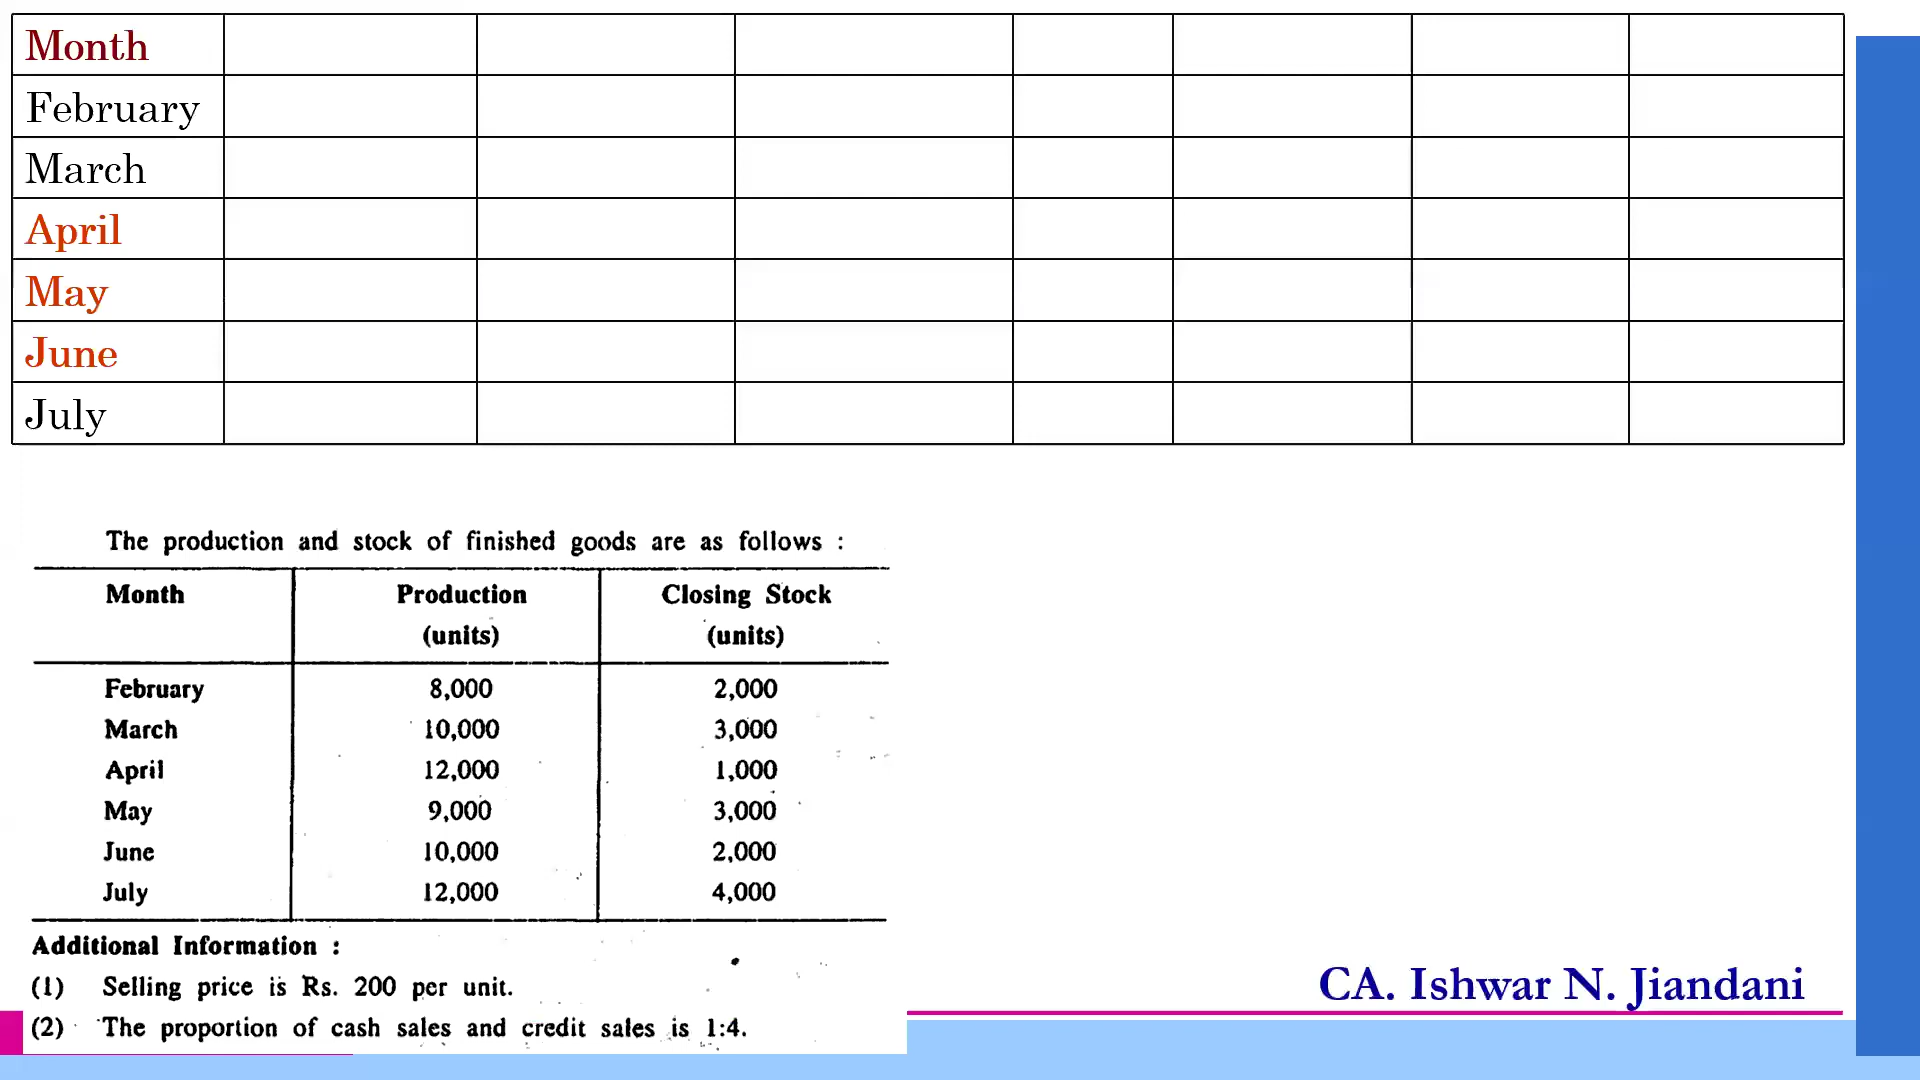 Month
February
March
April
May
June
July
The production and stock of finished goods are as follows :
Month Production Closing Stock
(units) (units)
February 8,000 2,000
March 10,000 3,000
April 12,000 1,000
May 9,000 3,000
June 10,000 2,000
July 12,000 4,000
Additional Information :
(1) Selling price is Rs. 200 per unit.
(2) The proportion of cash sales and credit sales is 1:4.
CA. Ishwar N. Jiandani